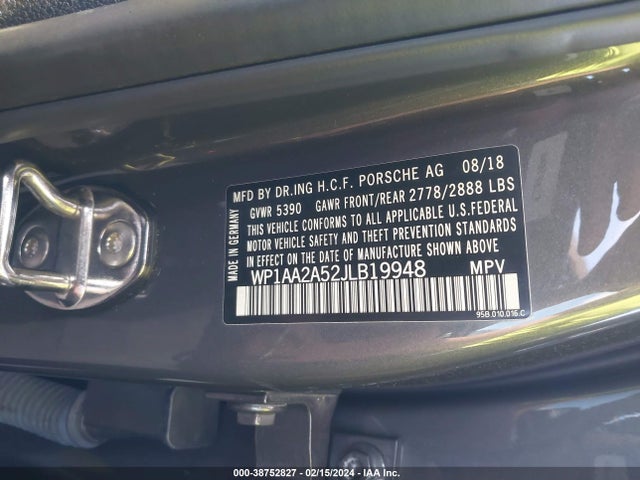 MFD BY DR.ING H.C.F. PORSCHE AG 08/18
GVWR 5390 GAWR FRONT/REAR 2778/2888 LBS
THIS VEHICLE CONFORMS TO ALL APPLICABLE U.S.FEDERAL
MOTOR VEHICLE SAFETY AND THEFT PREVENTION STANDARDS
IN EFFECT ON THE DATE OF MANUFACTURE SHOWN ABOVE
WP1AA2A52JLB19948 MPV
MADE IN GERMANY
95B.010.016.C
000-38752827 - 02/15/2024 - IAA Inc.